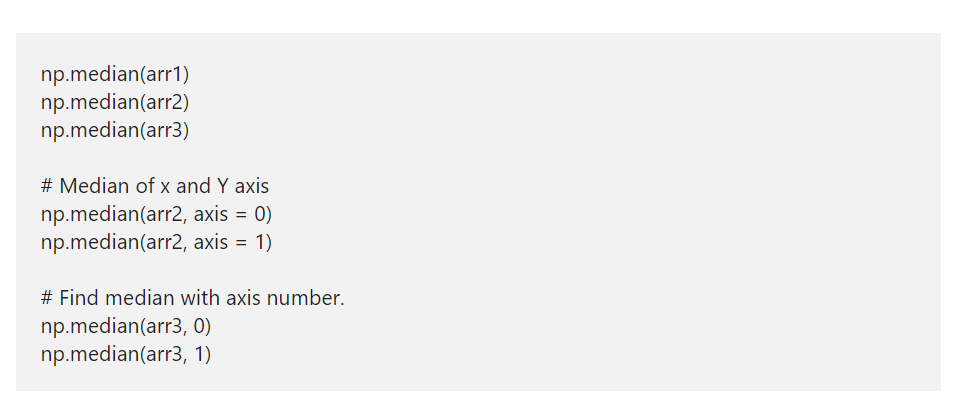 np.median(arr1)
np.median(arr2)
np.median(arr3)
# Median of x and Y axis
np.median(arr2, axis = 0)
np.median(arr2, axis = 1)
# Find median with axis number.
np.median(arr3, 0)
np.median(arr3, 1)